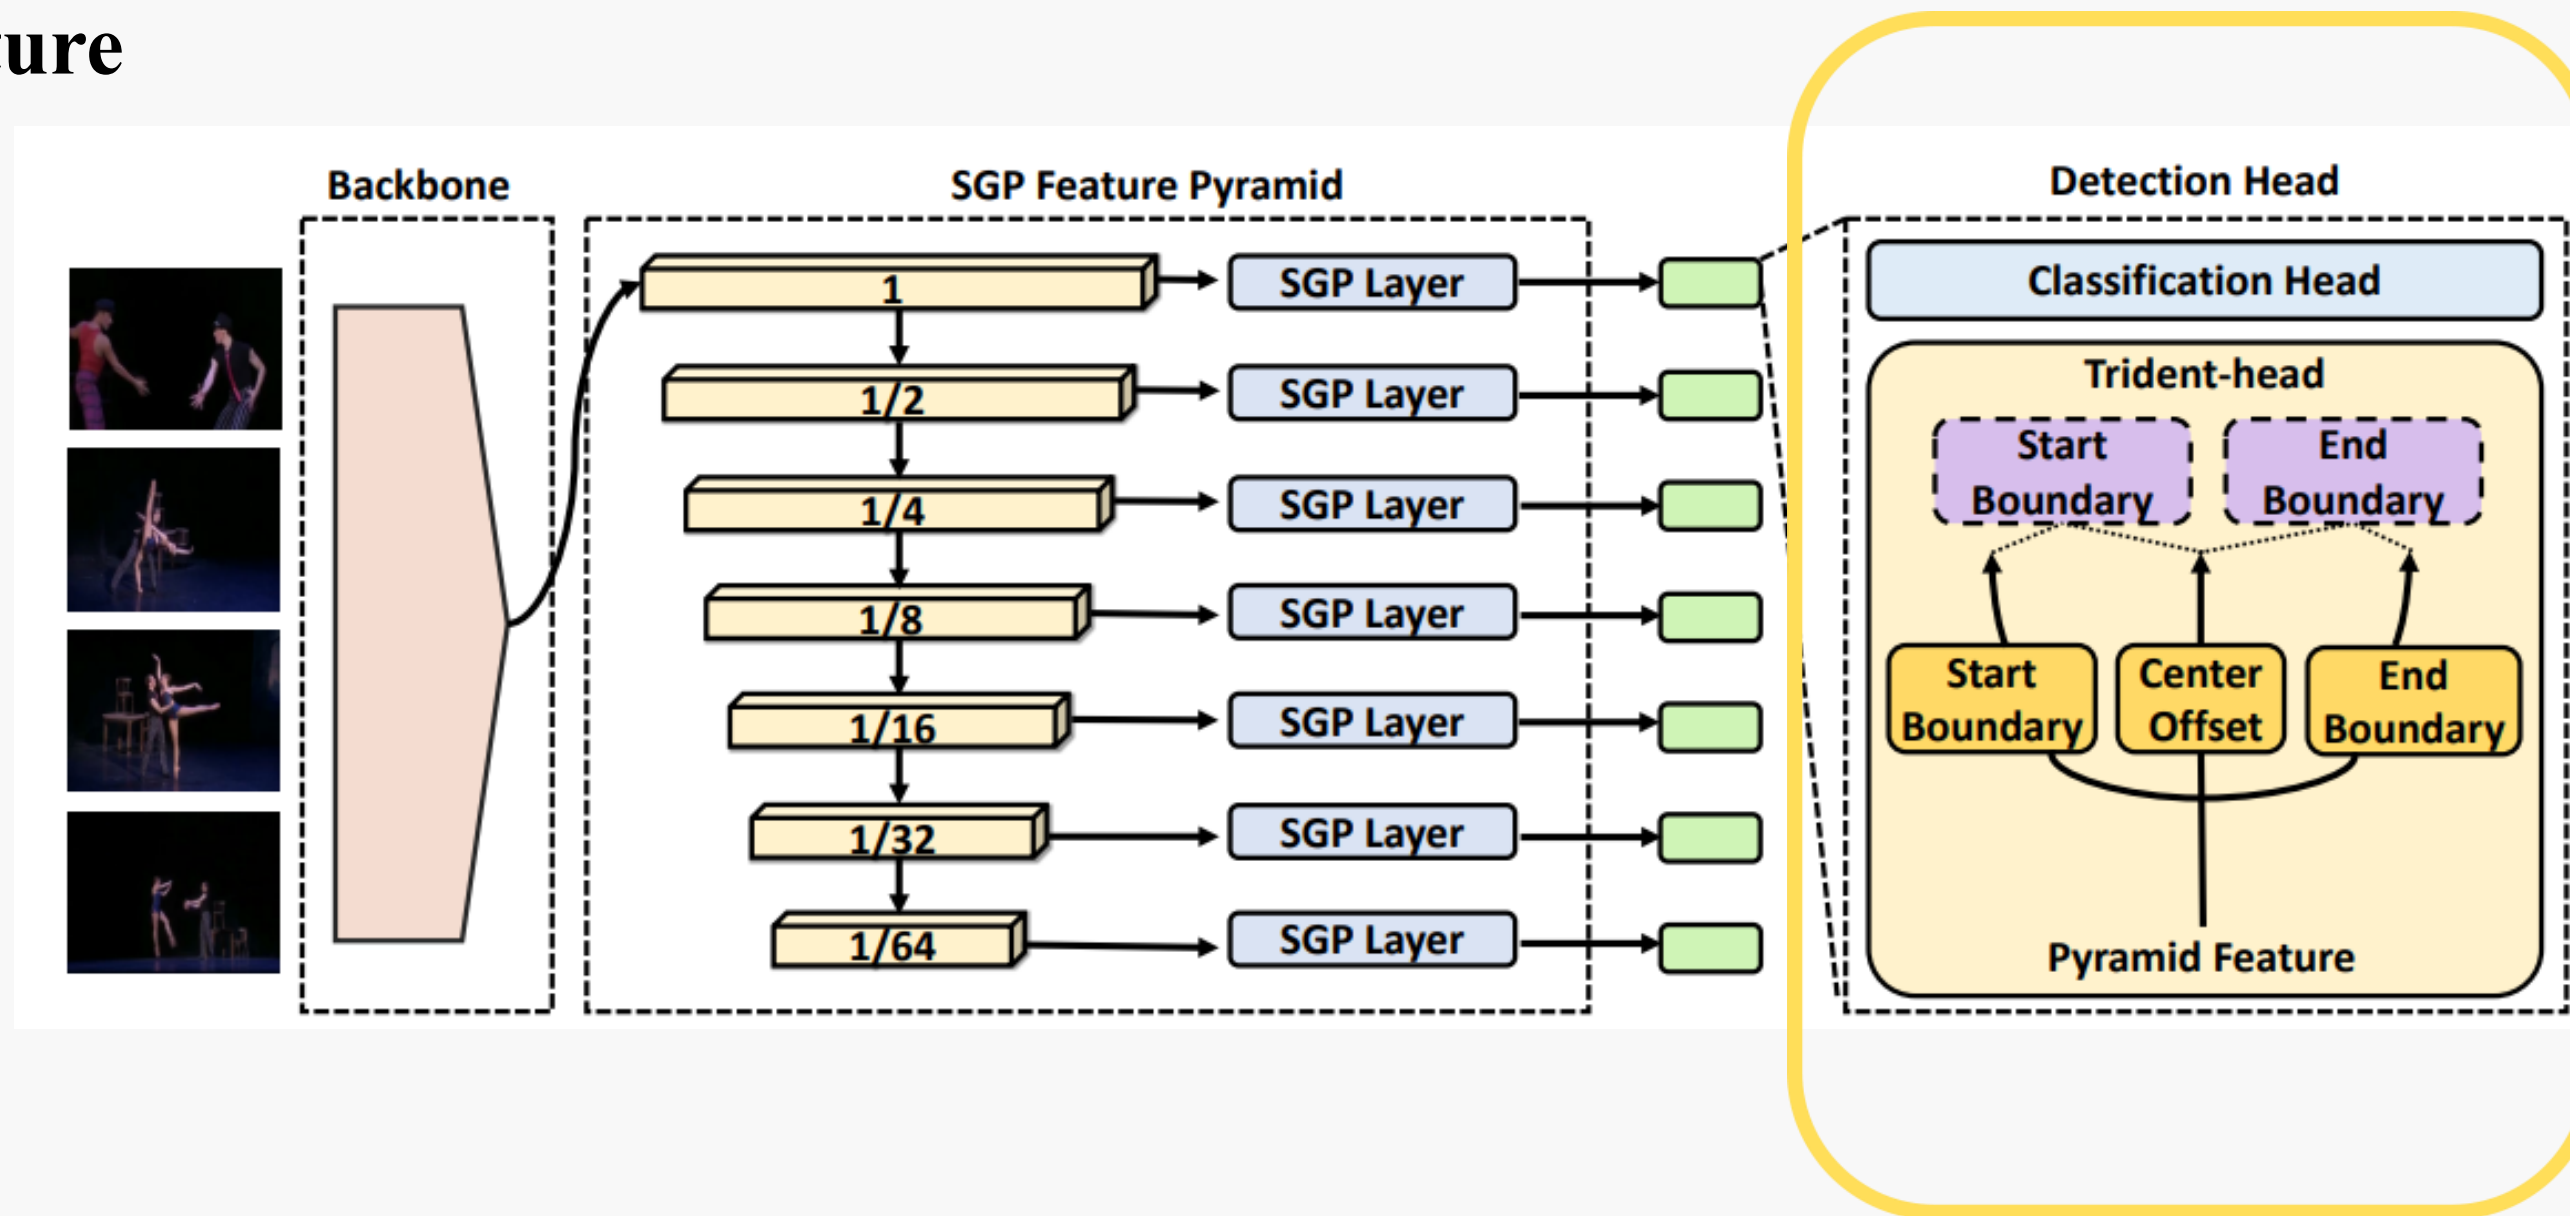 ture
Backbone
SGP Feature Pyramid
Detection Head
1
SGP Layer
1/2
SGP Layer
1/4
SGP Layer
1/8
SGP Layer
1/16
SGP Layer
1/32
SGP Layer
1/64
SGP Layer
Classification Head
Trident-head
Start
Boundary
End
Boundary
Start
Boundary
Center
Offset
End
Boundary
Pyramid Feature